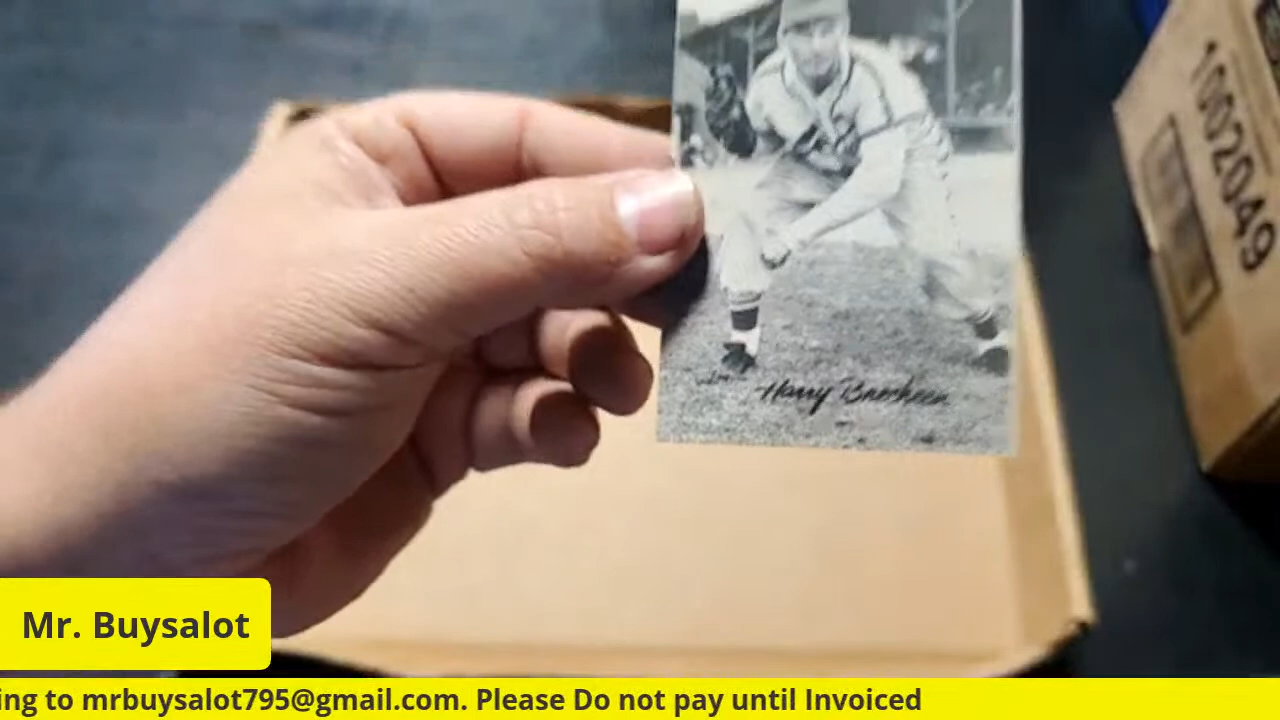 1002049
Harry Brecheen
Mr. Buysalot
ing to mrbuysalot795@gmail.com. Please Do not pay until Invoiced